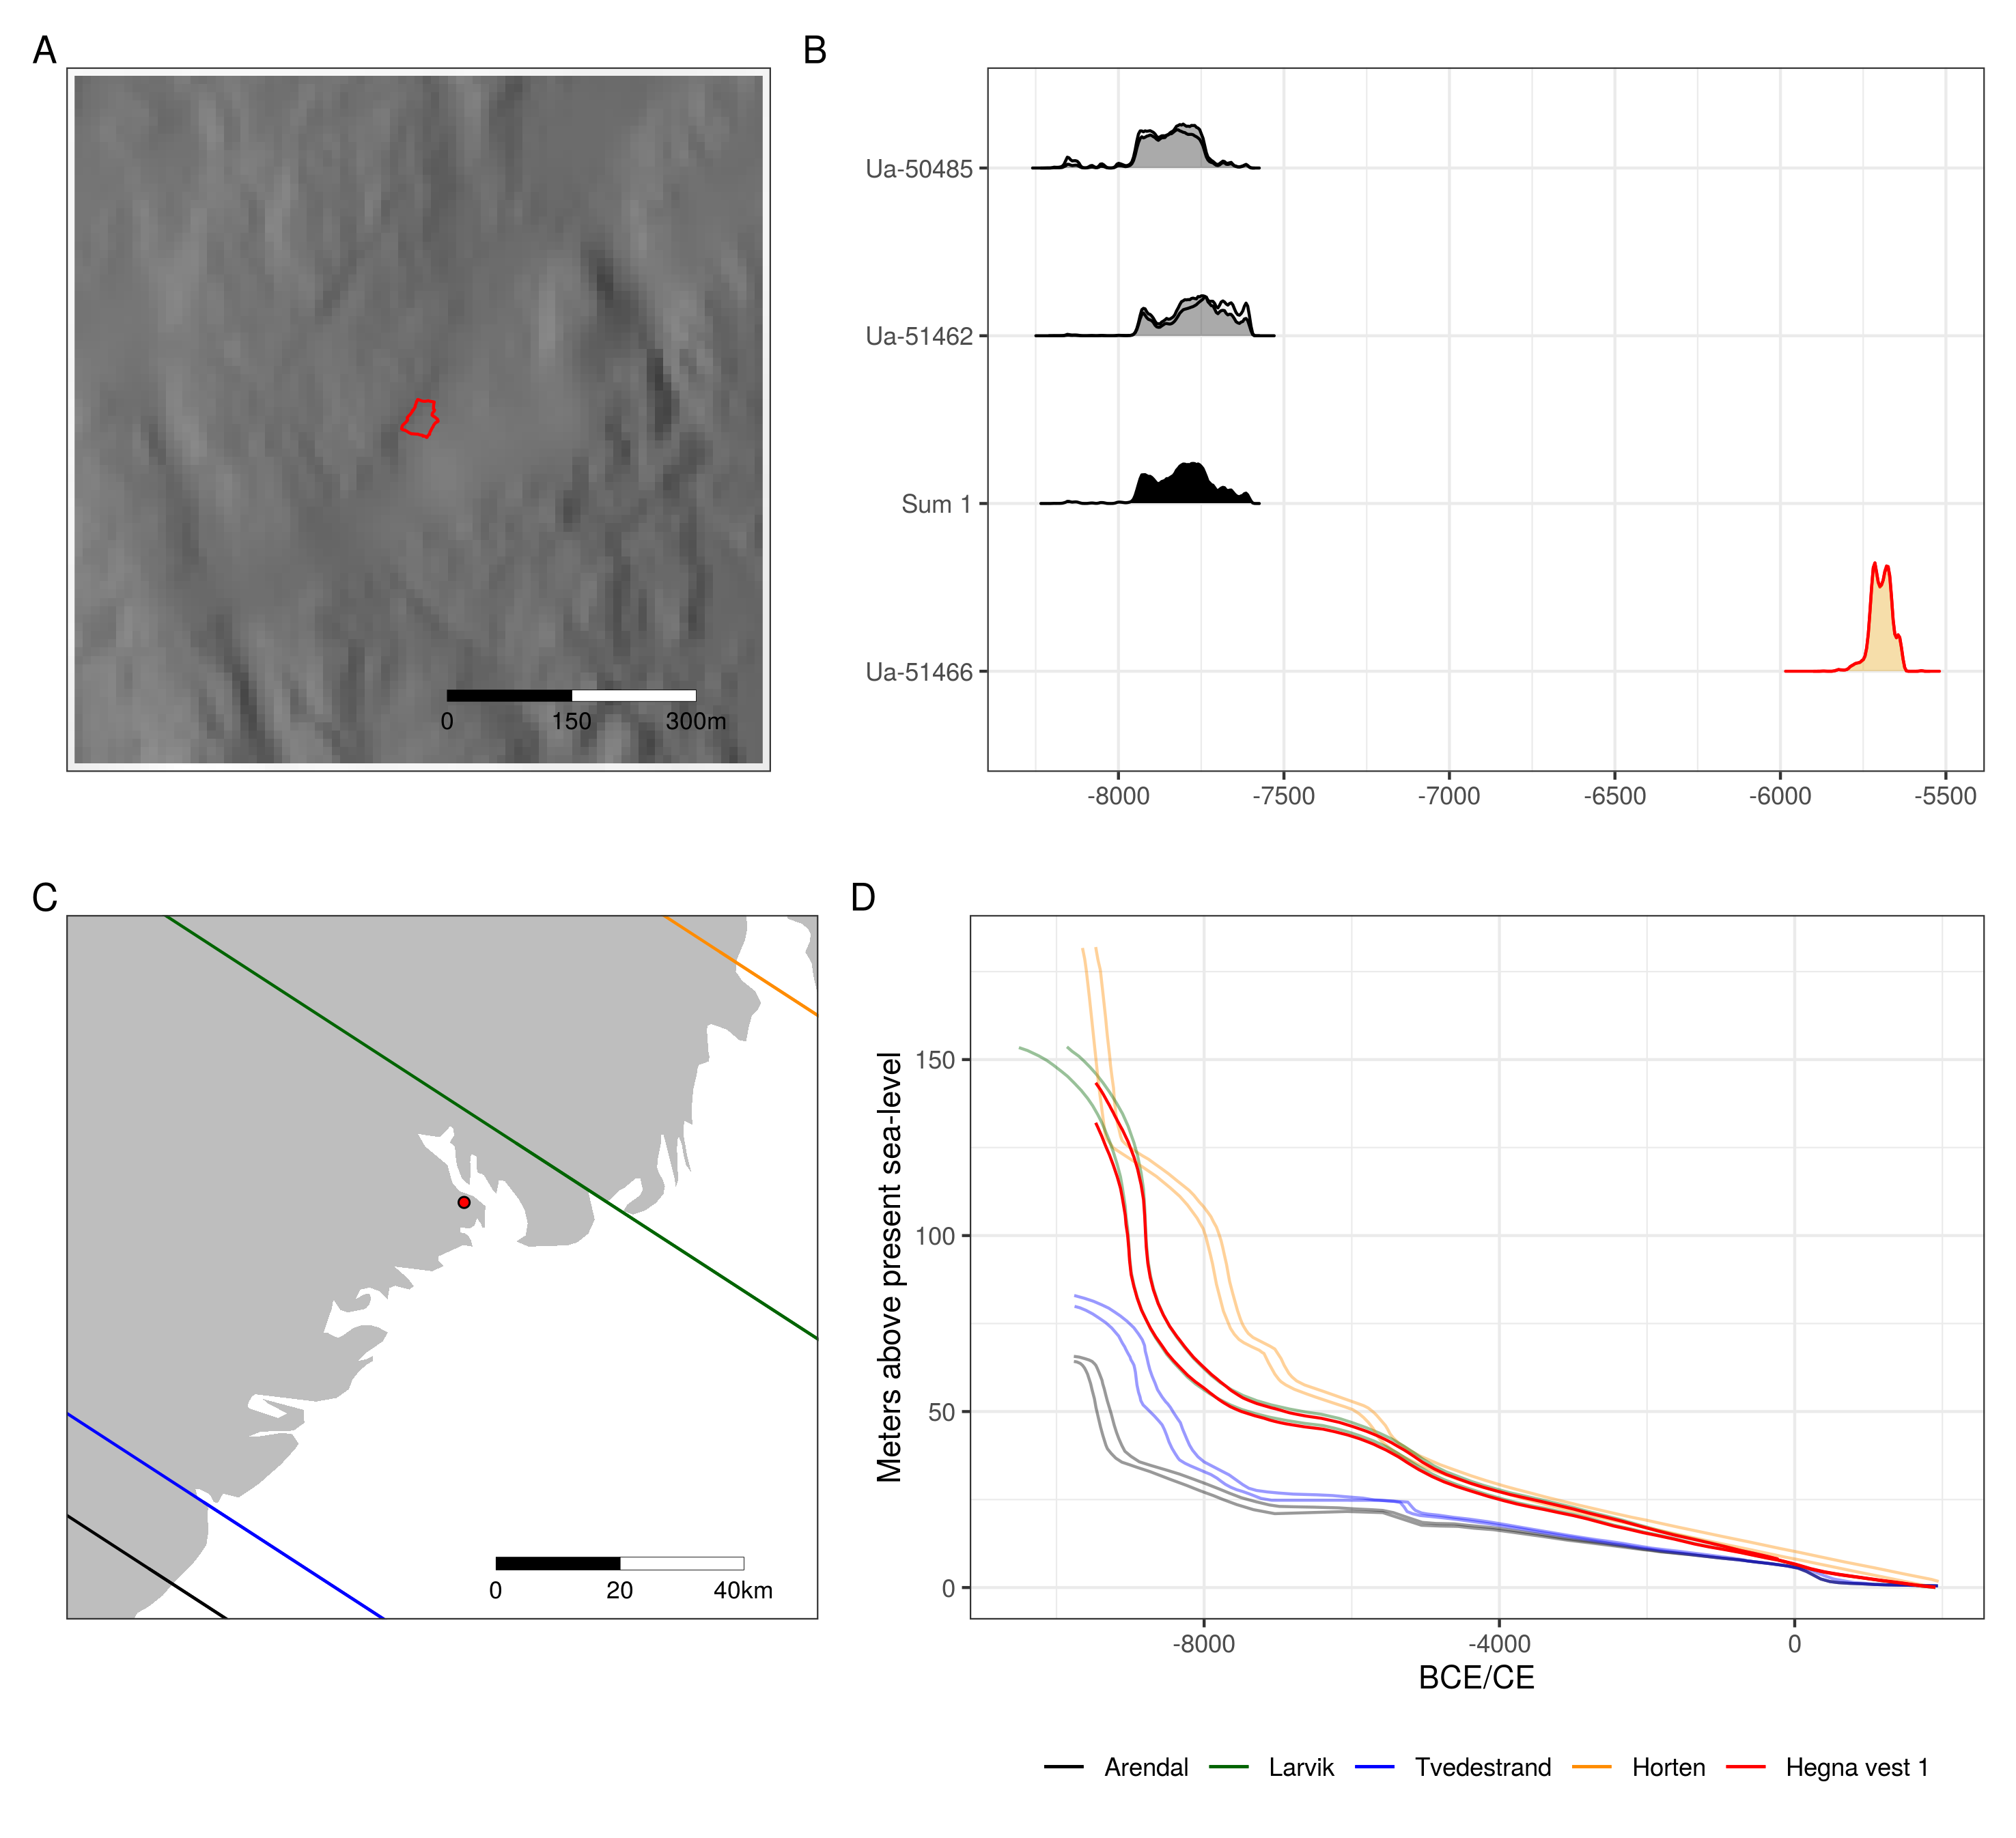 A
B
0 150 300m
Ua-50485
Ua-51462
Sum 1
Ua-51466
-8000 -7500 -7000 -6500 -6000 -5500
C
D
0 20 40km
Meters above present sea-level
150
100
50
0
-8000 -4000 0
BCE/CE
Arendal Larvik Tvedestrand Horten Hegna vest 1